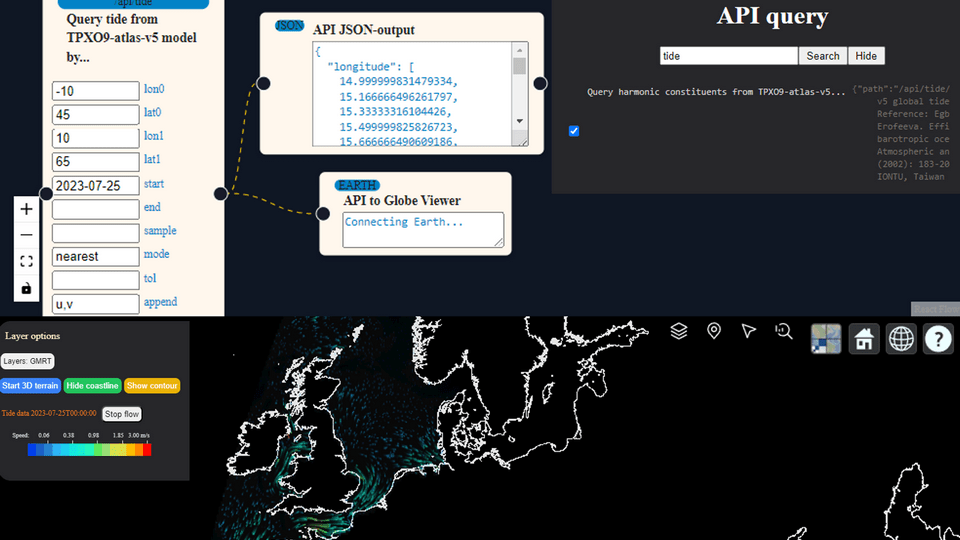 api tide
Query tide from
TPXO9-atlas-v5 model
by...
-10 lon0
45 lat0
10 lon1
65 lat1
2023-07-25 start
end
sample
nearest mode
tol
u,v append
JSON
API JSON-output
{
"longitude": [
14.999999831479334,
15.166666496261797,
15.33333316104426,
15.499999825826723,
15.666666490609186,
EARTH
API to Globe Viewer
Connecting Earth...
API query
tide Search Hide
Query harmonic constituents from TPXO9-atlas-v5...
{"path":"/api/tide/
v5 global tide
Reference: Egb
Erofeeva. Effi
barotropic oce
Atmospheric an
(2002): 183-20
IONTU, Taiwan
React Flow
Layer options
Layers: GMRT
Start 3D terrain Hide coastline Show contour
Tide data 2023-07-25T00:00:00 Stop flow
Speed: 0.06 0.38 0.98 1.85 3.00 m/s
?